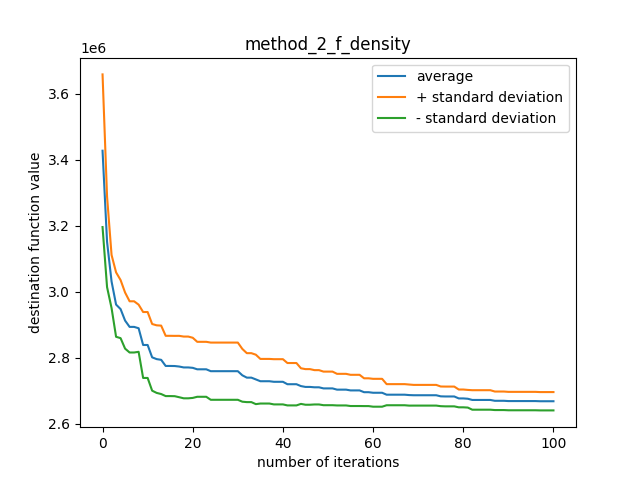 method_2_f_density
1e6
average
+ standard deviation
- standard deviation
3.6
3.4
3.2
3.0
2.8
2.6
destination function value
0 20 40 60 80 100
number of iterations